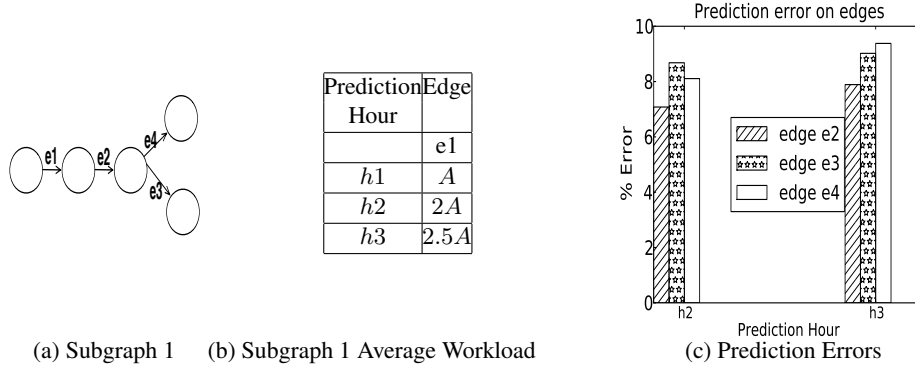 e1
e2
e4
e3
(a) Subgraph 1
Prediction Hour Edge
e1
h1 A
h2 2A
h3 2.5A
(b) Subgraph 1 Average Workload
Prediction error on edges
10
8
6
4
2
0
% Error
edge e2
edge e3
edge e4
h2 h3
Prediction Hour
(c) Prediction Errors